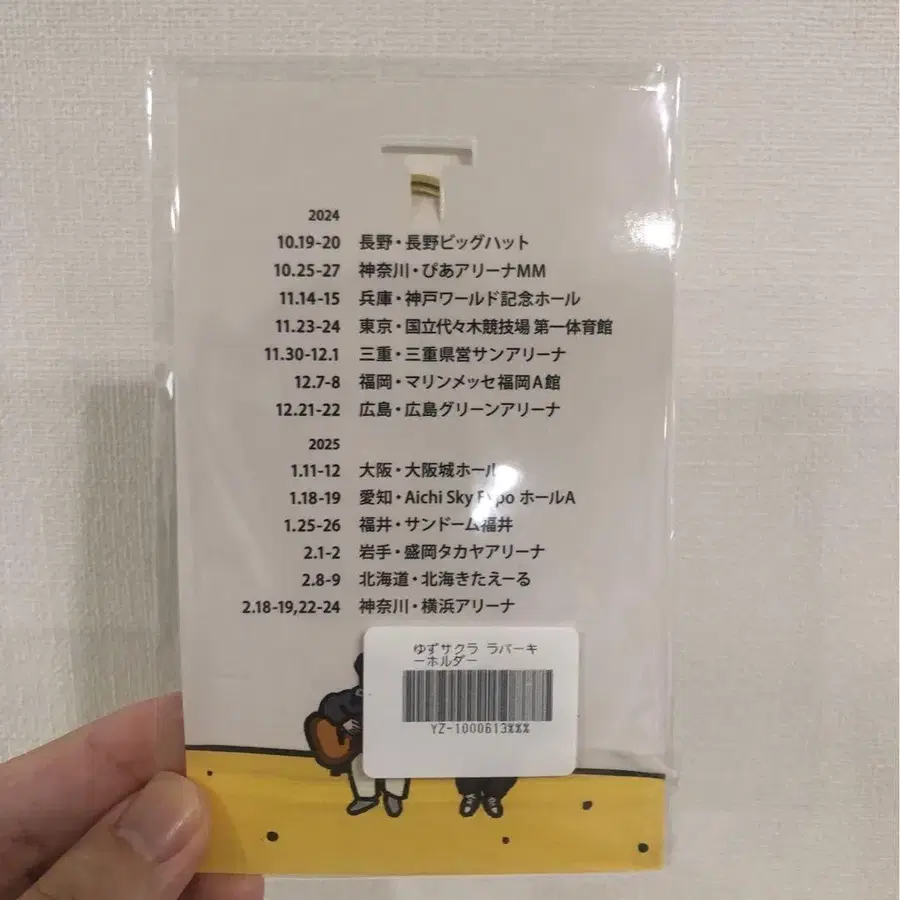 2024
10.19-20 長野・長野ビッグハット
10.25-27 神奈川・ぴあアリーナMM
11.14-15 兵庫・神戸ワールド記念ホール
11.23-24 東京・国立代々木競技場 第一体育館
11.30-12.1 三重・三重県営サンアリーナ
12.7-8 福岡・マリンメッセ福岡A館
12.21-22 広島・広島グリーンアリーナ
2025
1.11-12 大阪・大阪城ホール
1.18-19 愛知・Aichi Sky Expo ホールA
1.25-26 福井・サンドーム福井
2.1-2 岩手・盛岡タカヤアリーナ
2.8-9 北海道・北海きたえーる
2.18-19,22-24 神奈川・横浜アリーナ
ゆずサクラ ラバーキ
ーホルダー
YZ-1000613%%%